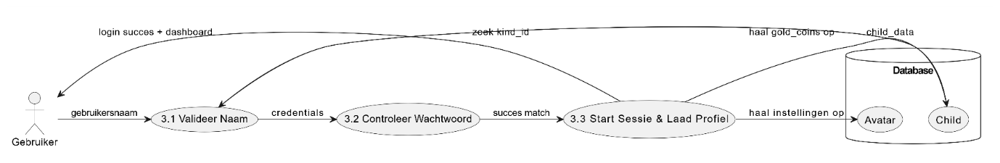 login succes + dashboard
zoek kind_id
haal gold_coins op
child_data
Database
gebruikersnaam
3.1 Valideer Naam
credentials
3.2 Controleer Wachtwoord
succes match
3.3 Start Sessie & Laad Profiel
haal instellingen op
Avatar
Child
Gebruiker